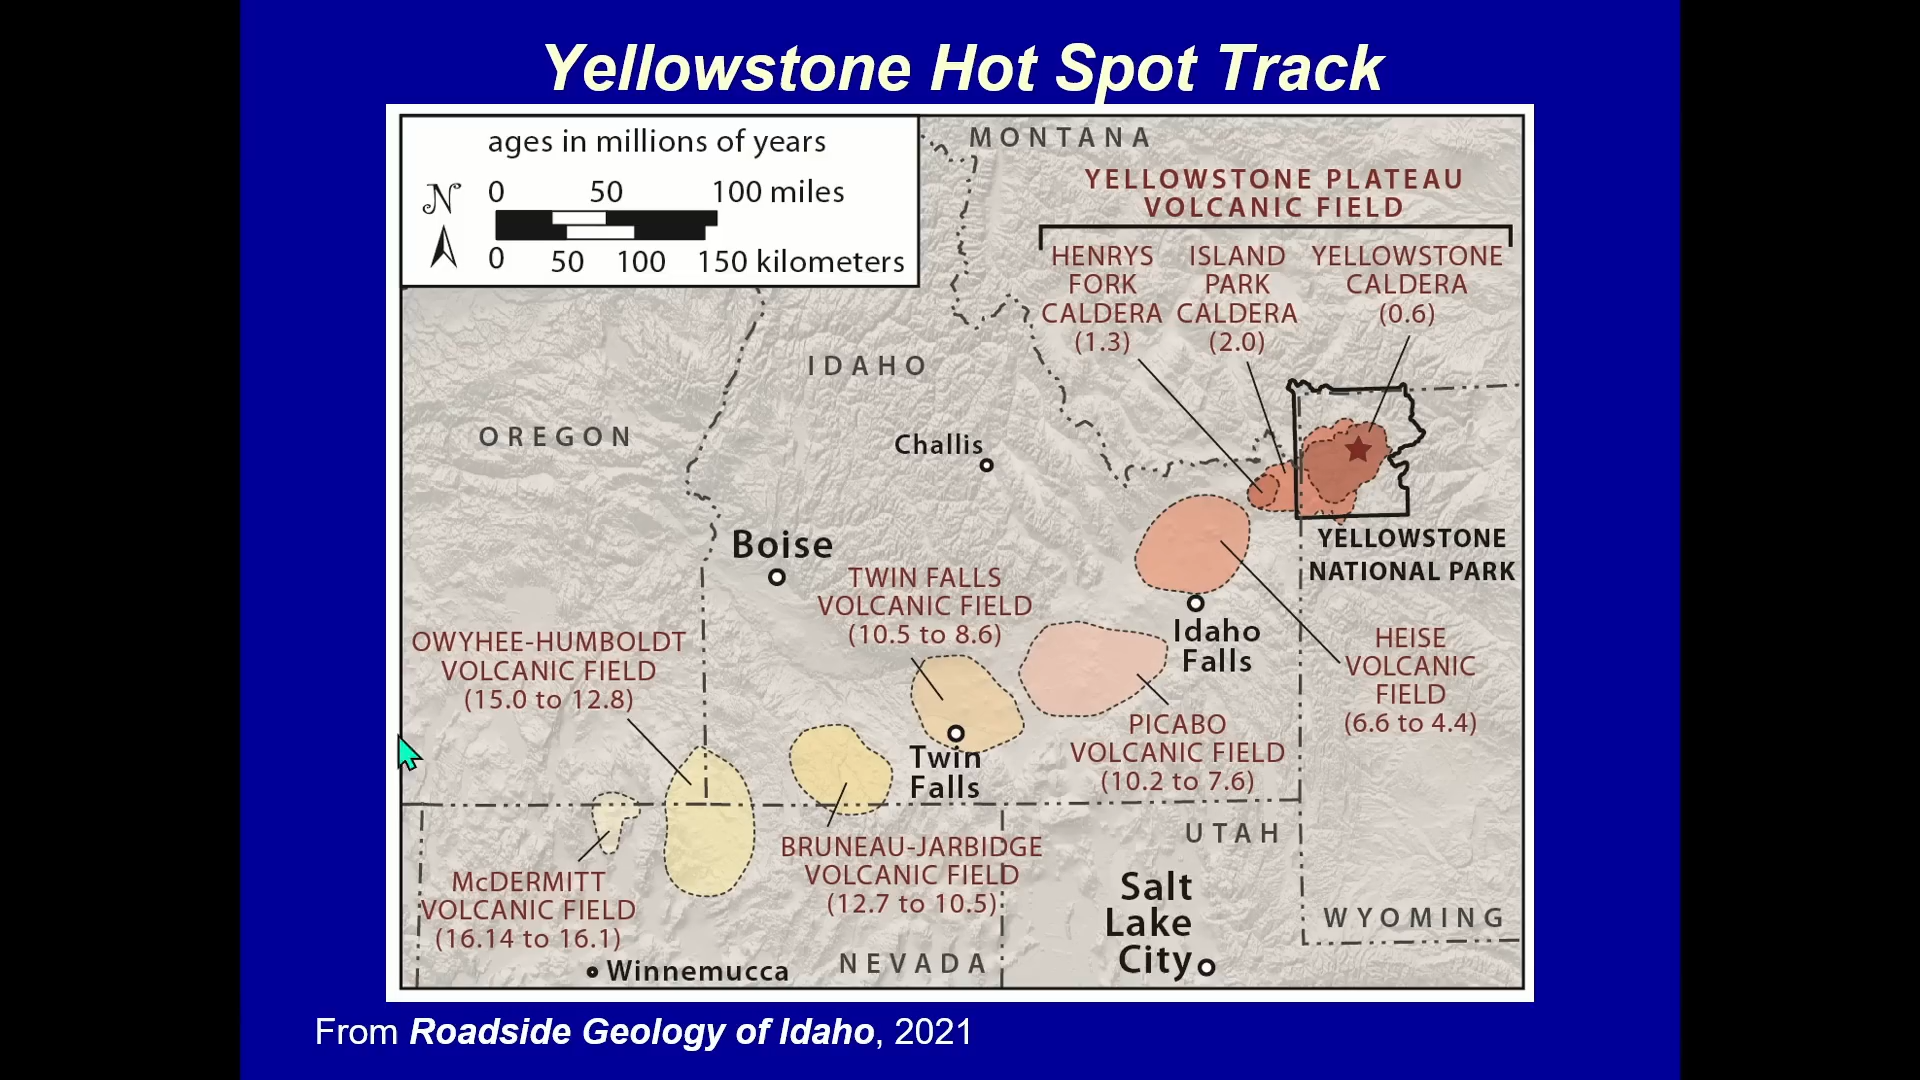 Yellowstone Hot Spot Track
ages in millions of years
N
0 50 100 miles
0 50 100 150 kilometers
MONTANA
YELLOWSTONE PLATEAU
VOLCANIC FIELD
HENRYS
FORK
CALDERA
(1.3)
ISLAND
PARK
CALDERA
(2.0)
YELLOWSTONE
CALDERA
(0.6)
IDAHO
OREGON
Challis
Boise
YELLOWSTONE
NATIONAL PARK
TWIN FALLS
VOLCANIC FIELD
(10.5 to 8.6)
Idaho
Falls
HEISE
VOLCANIC
FIELD
(6.6 to 4.4)
OWYHEE-HUMBOLDT
VOLCANIC FIELD
(15.0 to 12.8)
PICABO
VOLCANIC FIELD
(10.2 to 7.6)
Twin
Falls
BRUNEAU-JARBIDGE
VOLCANIC FIELD
(12.7 to 10.5)
UTAH
McDERMITT
VOLCANIC FIELD
(16.14 to 16.1)
Salt
Lake
City
WYOMING
NEVADA
Winnemucca
From Roadside Geology of Idaho, 2021